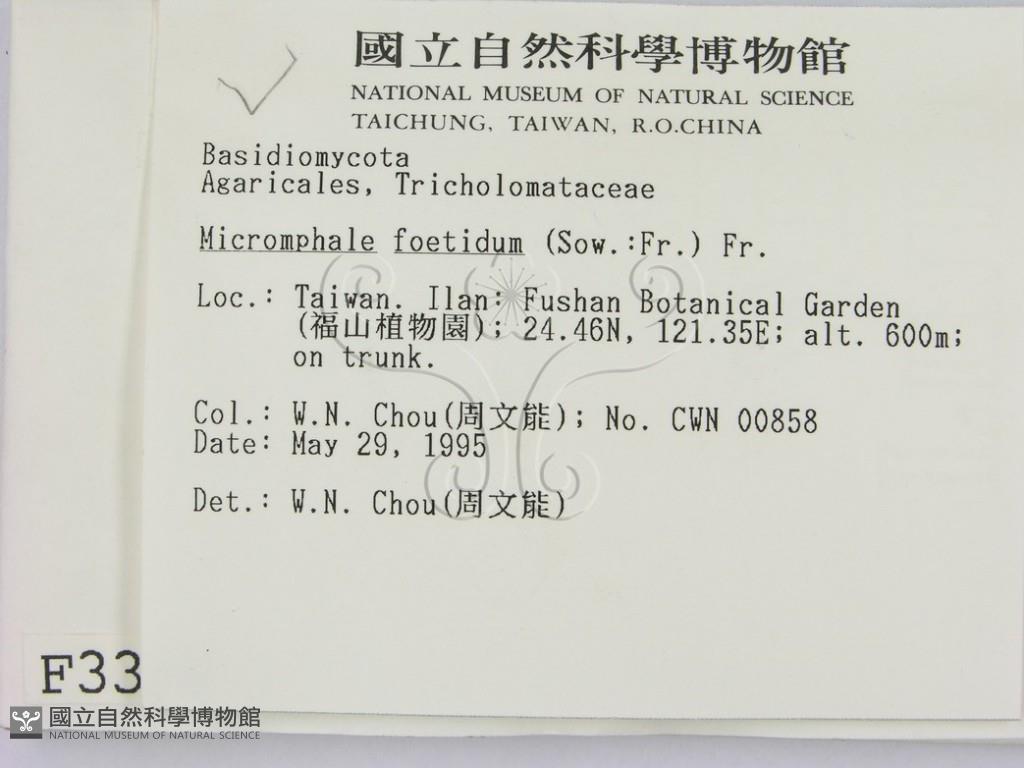 國立自然科學博物館
NATIONAL MUSEUM OF NATURAL SCIENCE
TAICHUNG, TAIWAN, R.O.CHINA
Basidiomycota
Agaricales, Tricholomataceae
Micromphale foetidum (Sow.:Fr.) Fr.
Loc.: Taiwan. Ilan: Fushan Botanical Garden
(福山植物園); 24.46N, 121.35E; alt. 600m;
on trunk.
Col.: W.N. Chou(周文能); No. CWN 00858
Date: May 29, 1995
Det.: W.N. Chou(周文能)
F33
國立自然科學博物館
NATIONAL MUSEUM OF NATURAL SCIENCE